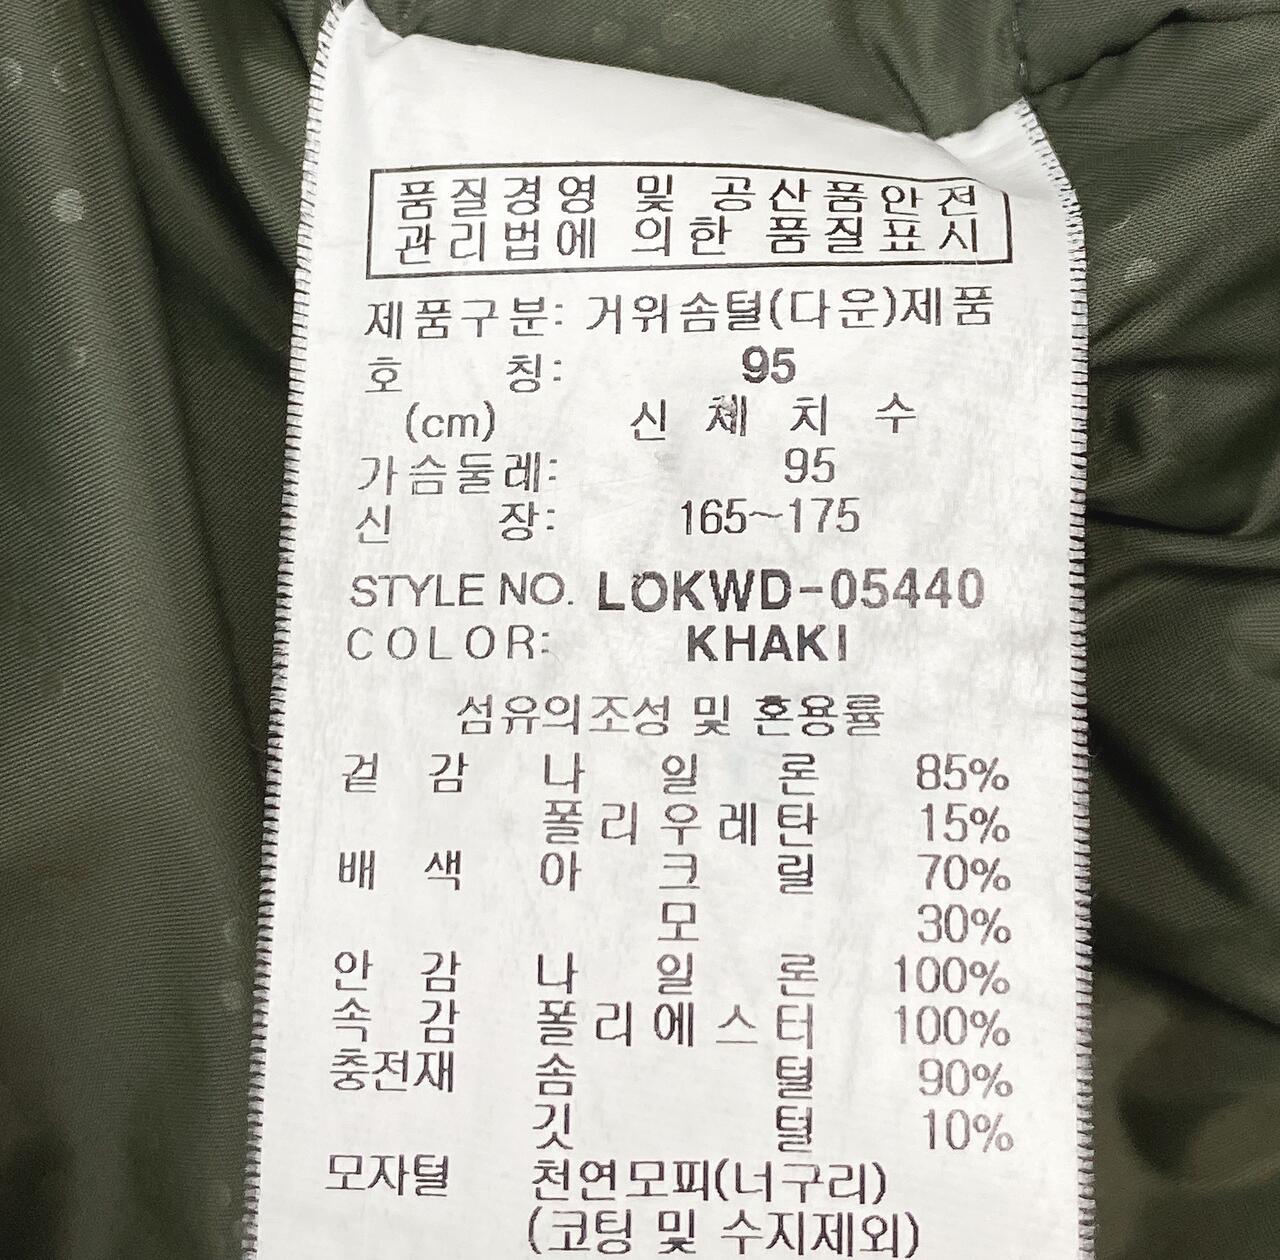 품질경영 및 공산품안전
관리법에 의한 품질표시
제품구분: 거위솜털(다운)제품
호 칭: 95
(cm) 신 체 치 수
가슴둘레: 95
신 장: 165~175
STYLE NO. LOKWD-05440
COLOR: KHAKI
섬유의조성 및 혼용률
겉 감 나 일 론 85%
폴리우레탄 15%
배 색 아 크 릴 70%
모 30%
안 감 나 일 론 100%
속 감 폴리에스터 100%
충전재 솜 털 90%
깃 털 10%
모자털 천연모피(너구리)
(코팅 및 수지제외)